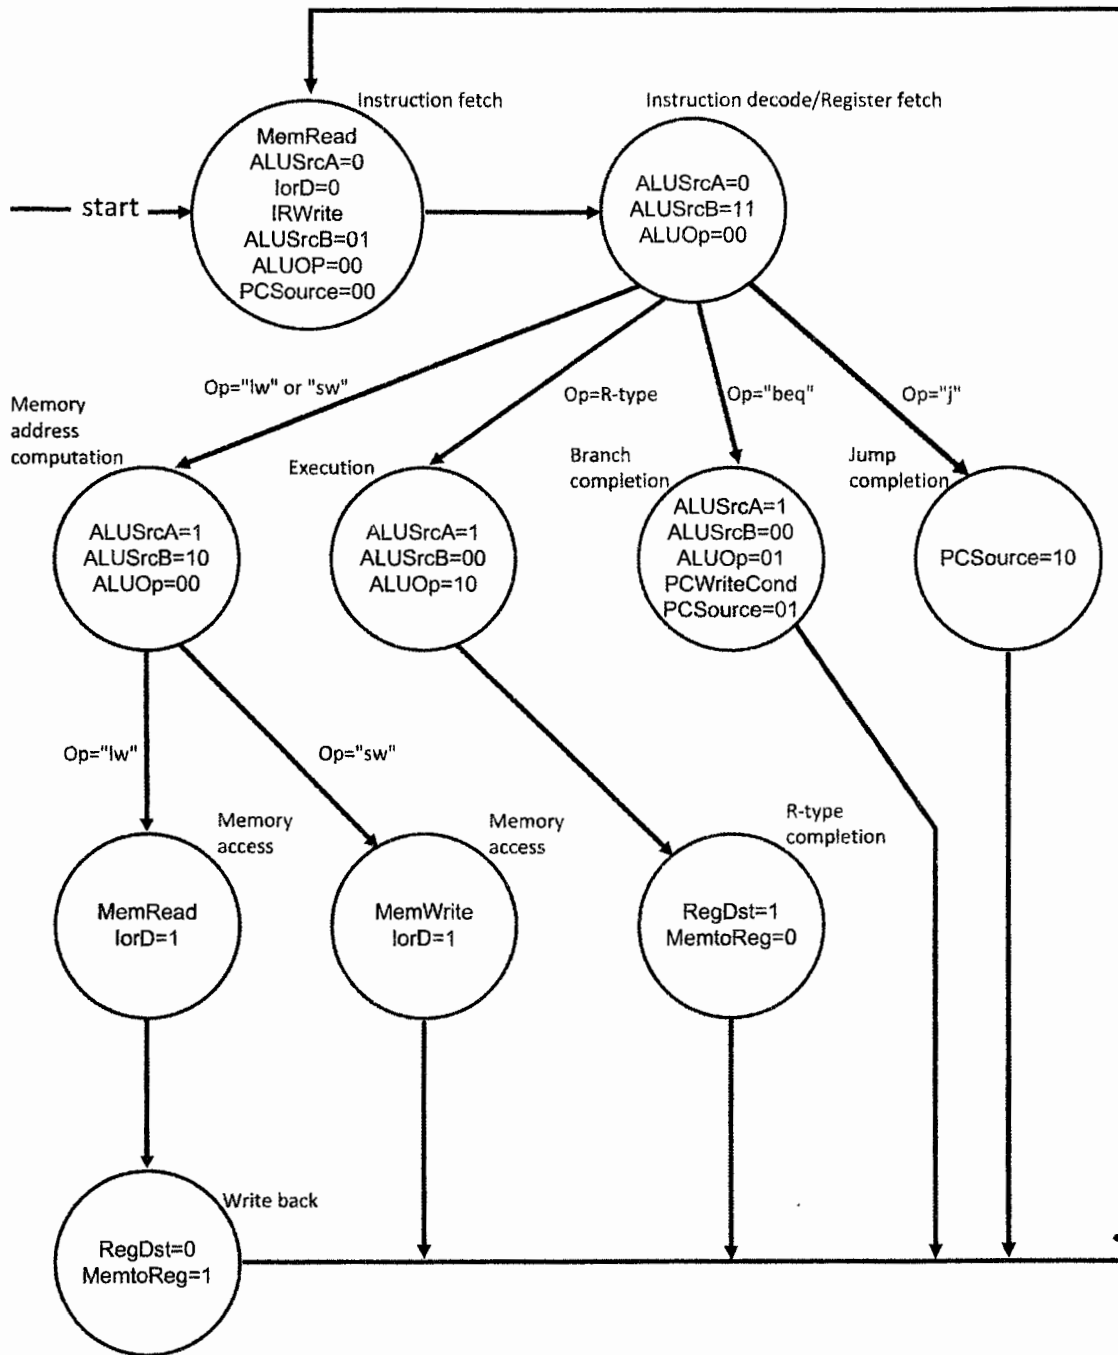 Instruction fetch
MemRead
ALUSrcA=0
IorD=0
IRWrite
ALUSrcB=01
ALUOP=00
PCSource=00
start
Instruction decode/Register fetch
ALUSrcA=0
ALUSrcB=11
ALUOp=00
Op="lw" or "sw"
Op=R-type
Op="beq"
Op="j"
Memory
address
computation
ALUSrcA=1
ALUSrcB=10
ALUOp=00
Execution
ALUSrcA=1
ALUSrcB=00
ALUOp=10
Branch
completion
ALUSrcA=1
ALUSrcB=00
ALUOp=01
PCWriteCond
PCSource=01
Jump
completion
PCSource=10
Op="lw"
Op="sw"
Memory
access
MemRead
IorD=1
Memory
access
MemWrite
IorD=1
R-type
completion
RegDst=1
MemtoReg=0
Write back
RegDst=0
MemtoReg=1